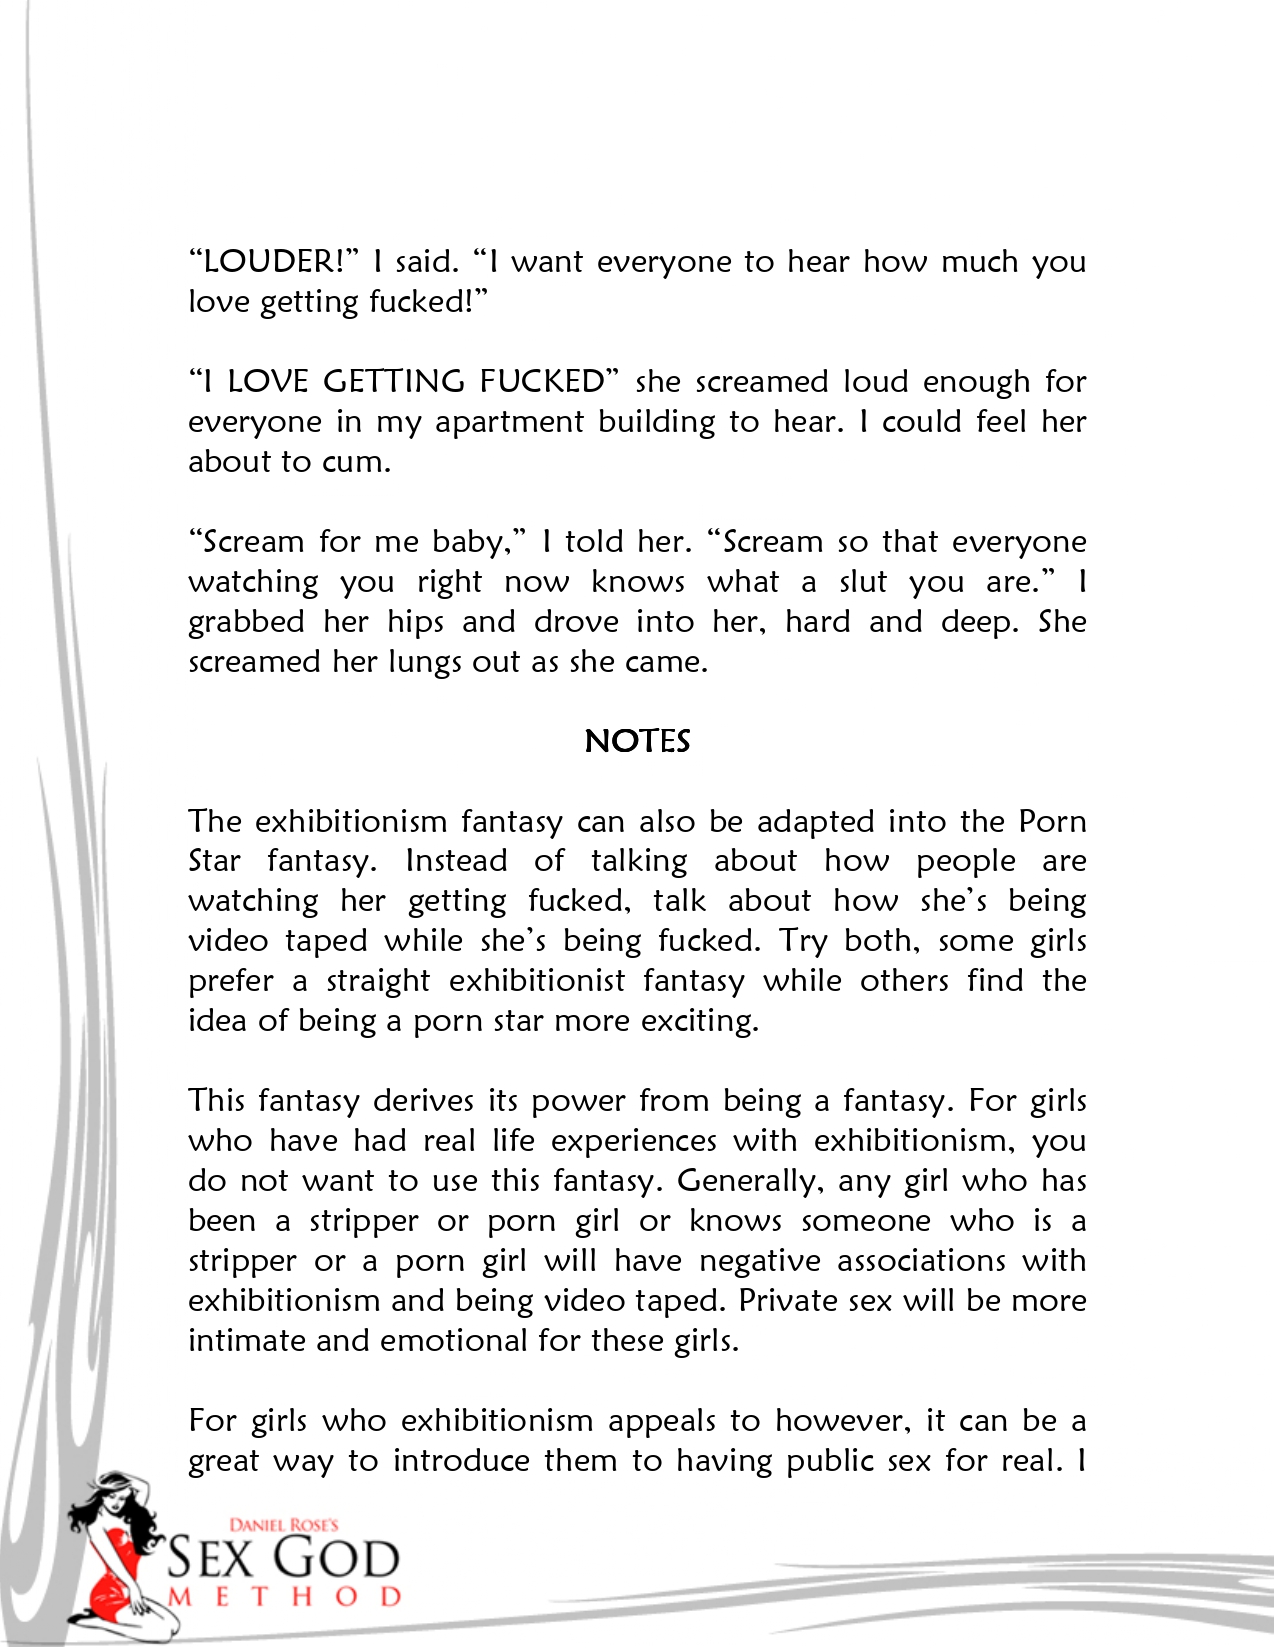 “LOUDER!” I said. “I want everyone to hear how much you
love getting fucked!”
“I LOVE GETTING FUCKED” she screamed loud enough for
everyone in my apartment building to hear. I could feel her
about to cum.
“Scream for me baby,” I told her. “Scream so that everyone
watching you right now knows what a slut you are.” I
grabbed her hips and drove into her, hard and deep. She
screamed her lungs out as she came.
NOTES
The exhibitionism fantasy can also be adapted into the Porn
Star fantasy. Instead of talking about how people are
watching her getting fucked, talk about how she’s being
video taped while she’s being fucked. Try both, some girls
prefer a straight exhibitionist fantasy while others find the
idea of being a porn star more exciting.
This fantasy derives its power from being a fantasy. For girls
who have had real life experiences with exhibitionism, you
do not want to use this fantasy. Generally, any girl who has
been a stripper or porn girl or knows someone who is a
stripper or a porn girl will have negative associations with
exhibitionism and being video taped. Private sex will be more
intimate and emotional for these girls.
For girls who exhibitionism appeals to however, it can be a
great way to introduce them to having public sex for real. I
DANIEL ROSE’S
SEX GOD
METHOD